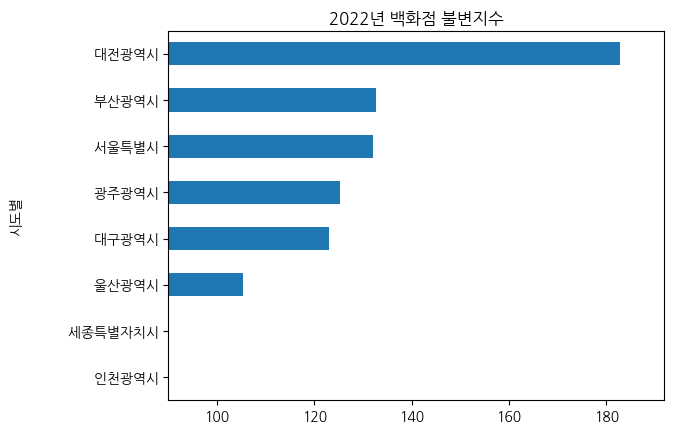 2022년 백화점 불변지수
시도별
대전광역시
부산광역시
서울특별시
광주광역시
대구광역시
울산광역시
세종특별자치시
인천광역시
100 120 140 160 180